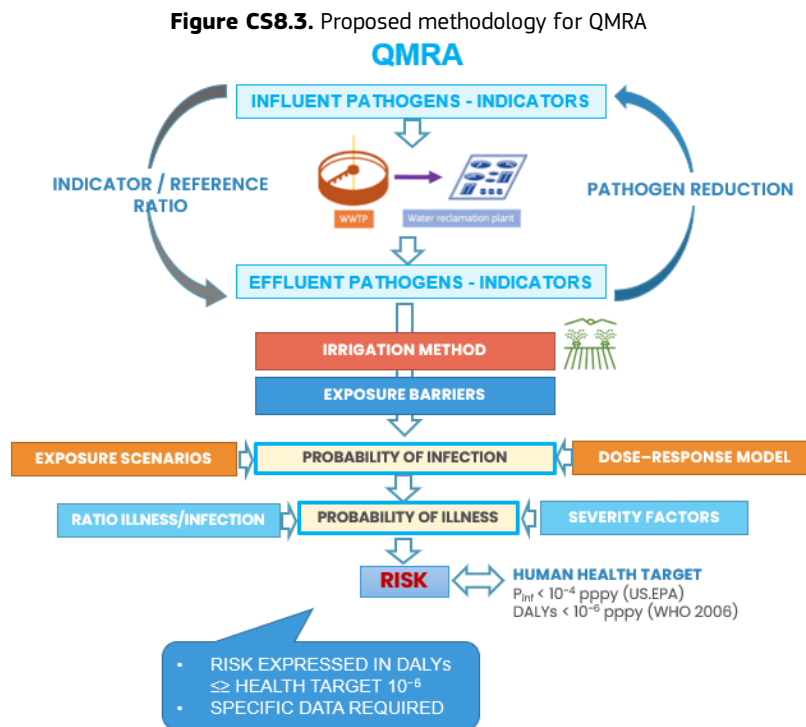 Figure CS8.3. Proposed methodology for QMRA
QMRA
INFLUENT PATHOGENS - INDICATORS
INDICATOR / REFERENCE
RATIO
PATHOGEN REDUCTION
WWTP
Water reclamation plant
EFFLUENT PATHOGENS - INDICATORS
IRRIGATION METHOD
EXPOSURE BARRIERS
EXPOSURE SCENARIOS
PROBABILITY OF INFECTION
DOSE–RESPONSE MODEL
RATIO ILLNESS/INFECTION
PROBABILITY OF ILLNESS
SEVERITY FACTORS
RISK
HUMAN HEALTH TARGET
P_inf < 10⁻⁴ pppy (US.EPA)
DALYs < 10⁻⁶ pppy (WHO 2006)
• RISK EXPRESSED IN DALYs
≤≥ HEALTH TARGET 10⁻⁶
• SPECIFIC DATA REQUIRED